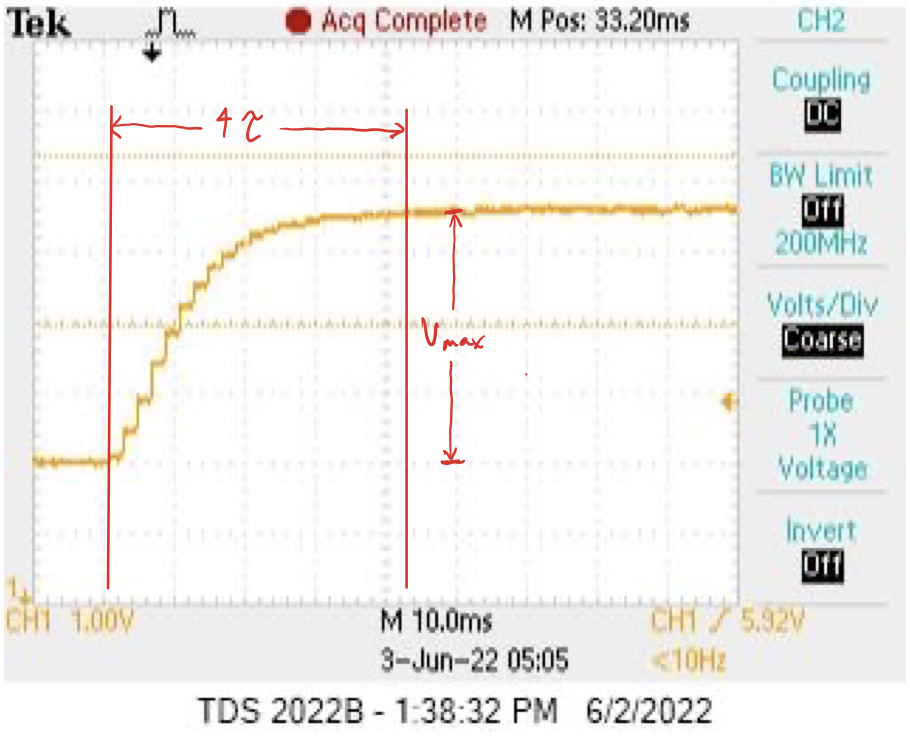 Tek Acq Complete M Pos: 33.20ms CH2
Coupling
DC
4τ
BW Limit
Off
200MHz
Volts/Div
Coarse
Vmax
Probe
1X
Voltage
Invert
Off
1
CH1 1.00V M 10.0ms CH1 5.92V
3-Jun-22 05:05 <10Hz
TDS 2022B - 1:38:32 PM 6/2/2022